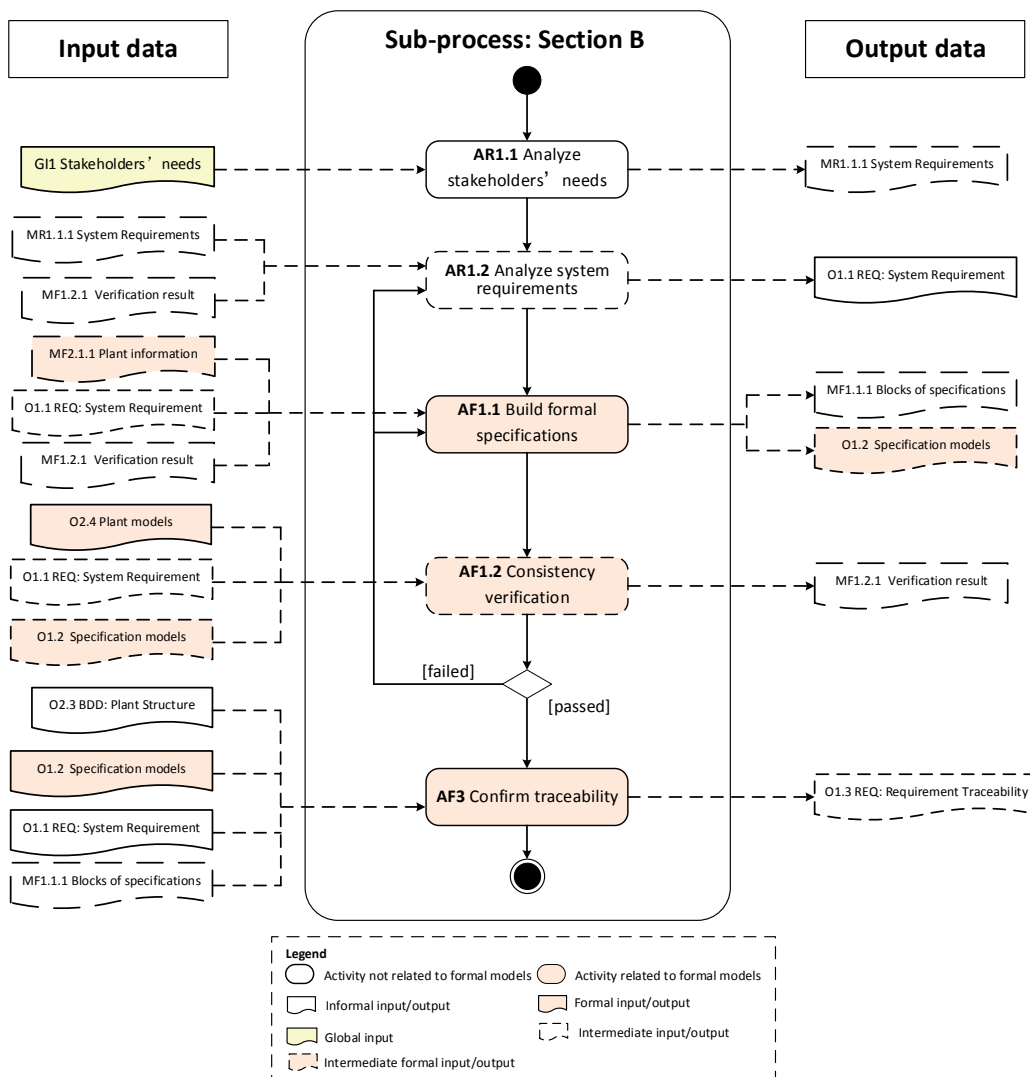 Input data
Sub-process: Section B
Output data
GI1 Stakeholders’ needs
AR1.1 Analyze
stakeholders’ needs
MR1.1.1 System Requirements
MR1.1.1 System Requirements
MF1.2.1 Verification result
AR1.2 Analyze system
requirements
O1.1 REQ: System Requirement
MF2.1.1 Plant information
O1.1 REQ: System Requirement
MF1.2.1 Verification result
AF1.1 Build formal
specifications
MF1.1.1 Blocks of specifications
O1.2 Specification models
O2.4 Plant models
O1.1 REQ: System Requirement
O1.2 Specification models
AF1.2 Consistency
verification
MF1.2.1 Verification result
[failed]
[passed]
O2.3 BDD: Plant Structure
O1.2 Specification models
O1.1 REQ: System Requirement
MF1.1.1 Blocks of specifications
AF3 Confirm traceability
O1.3 REQ: Requirement Traceability
Legend
Activity not related to formal models
Activity related to formal models
Informal input/output
Formal input/output
Global input
Intermediate input/output
Intermediate formal input/output